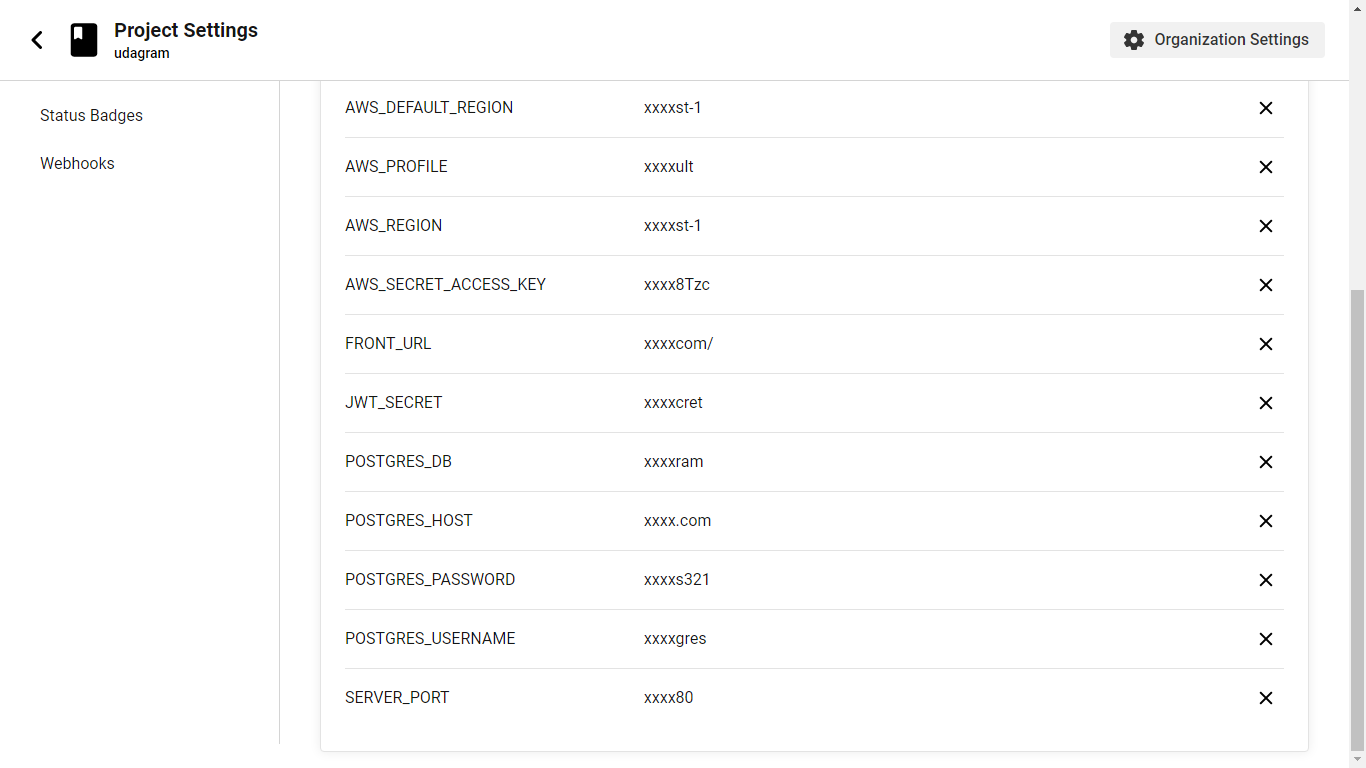 Project Settings
udagram
Organization Settings
Status Badges
Webhooks
AWS_DEFAULT_REGION xxxxst-1
AWS_PROFILE xxxxult
AWS_REGION xxxxst-1
AWS_SECRET_ACCESS_KEY xxxx8Tzc
FRONT_URL xxxxcom/
JWT_SECRET xxxxcret
POSTGRES_DB xxxxram
POSTGRES_HOST xxxx.com
POSTGRES_PASSWORD xxxxs321
POSTGRES_USERNAME xxxxgres
SERVER_PORT xxxx80